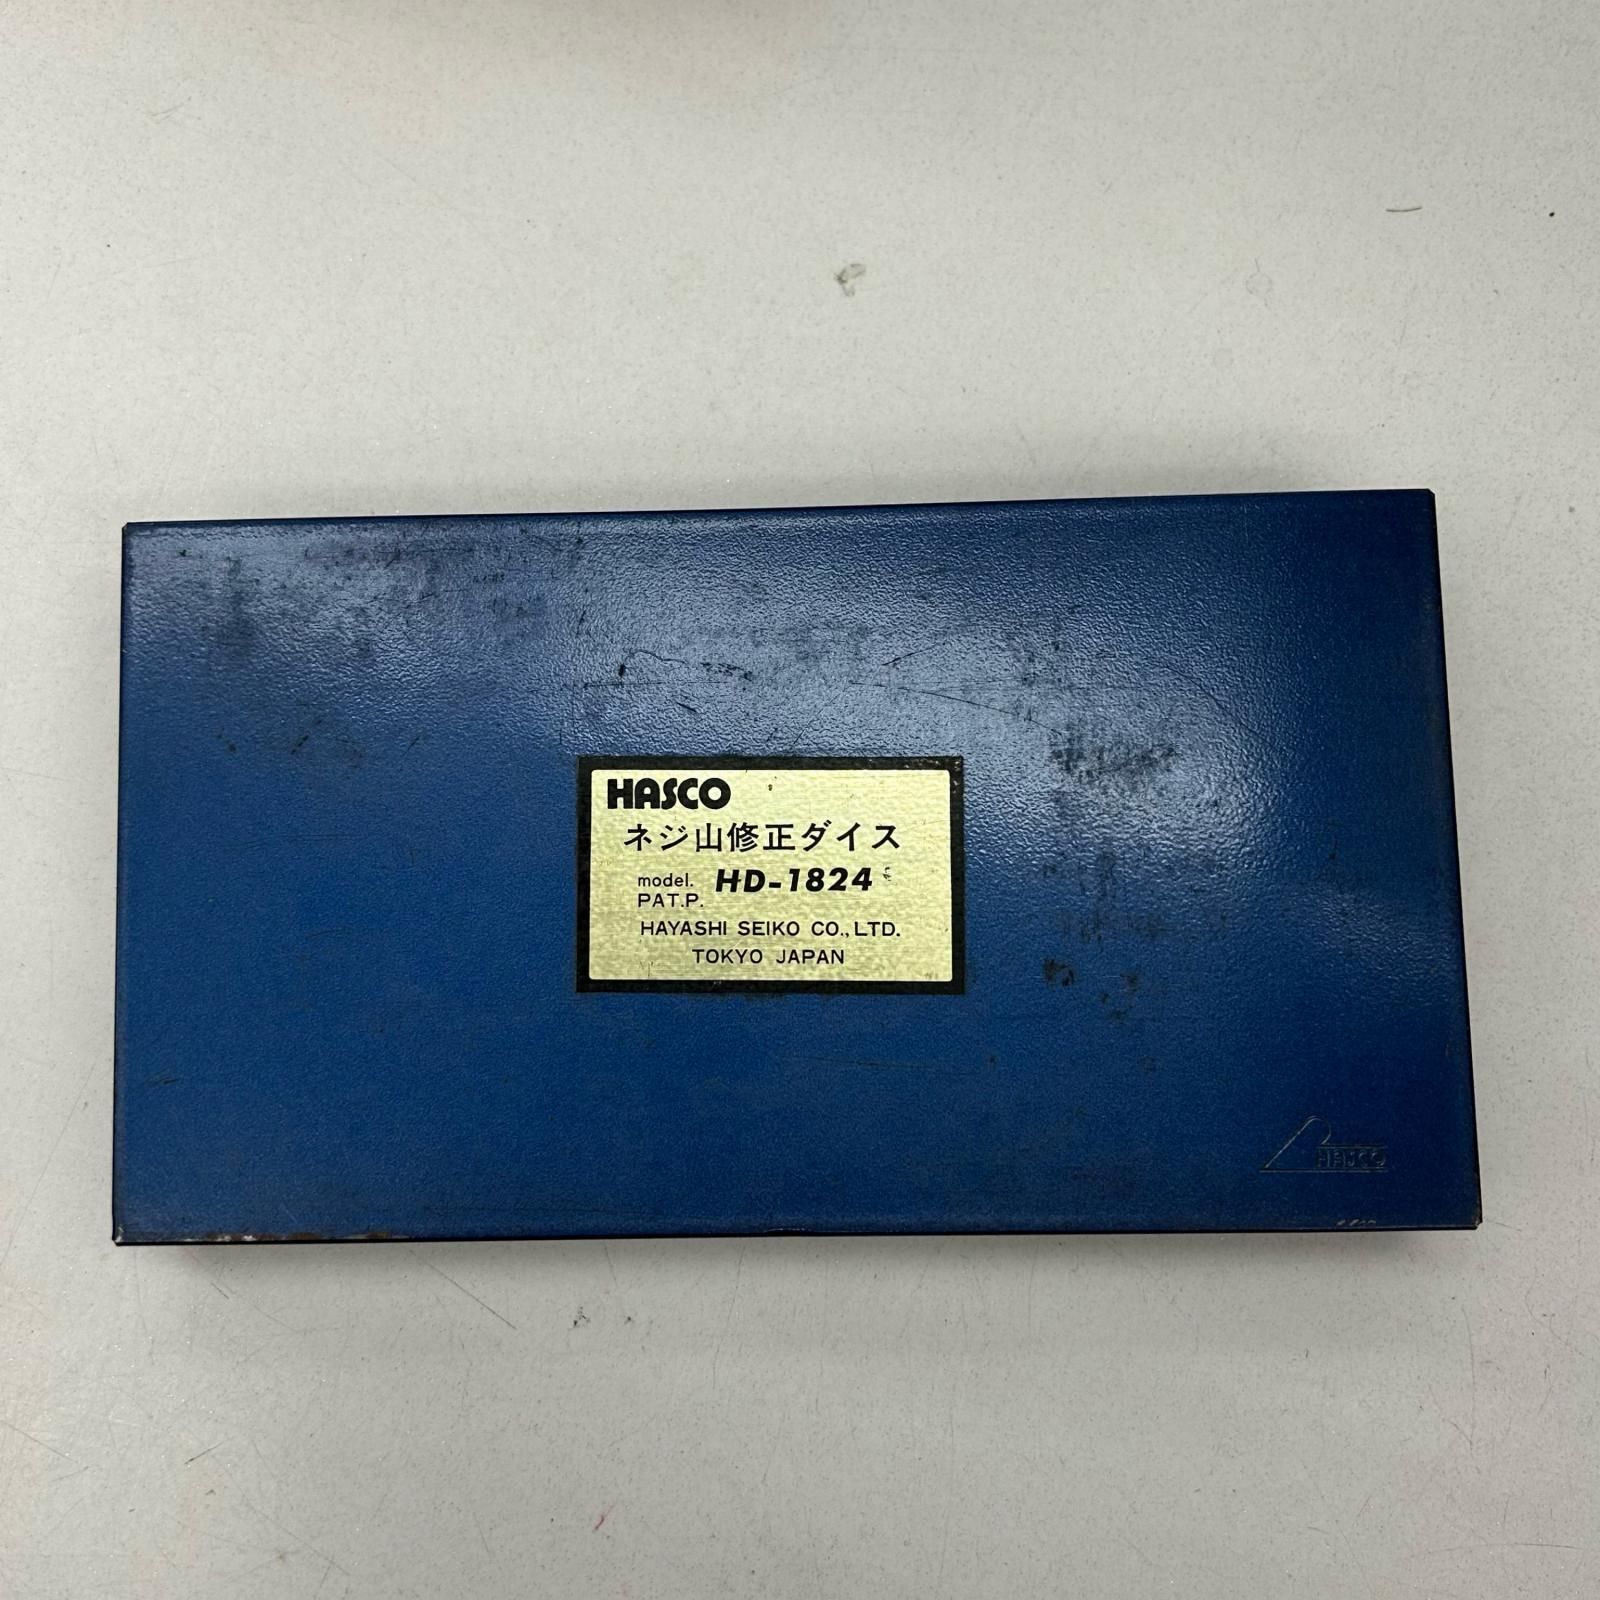 HASCO
ネジ山修正ダイス
model. HD-1824
PAT.P.
HAYASHI SEIKO CO., LTD.
TOKYO JAPAN
HASCO